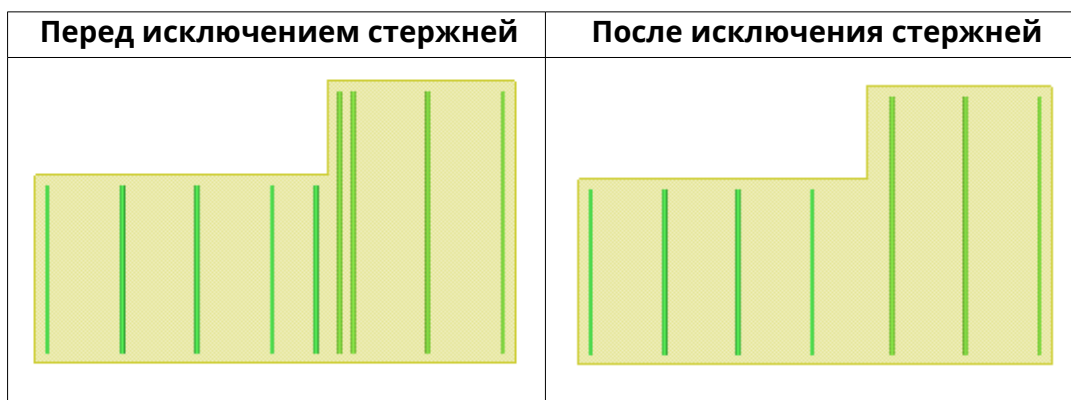 Перед исключением стержней
После исключения стержней